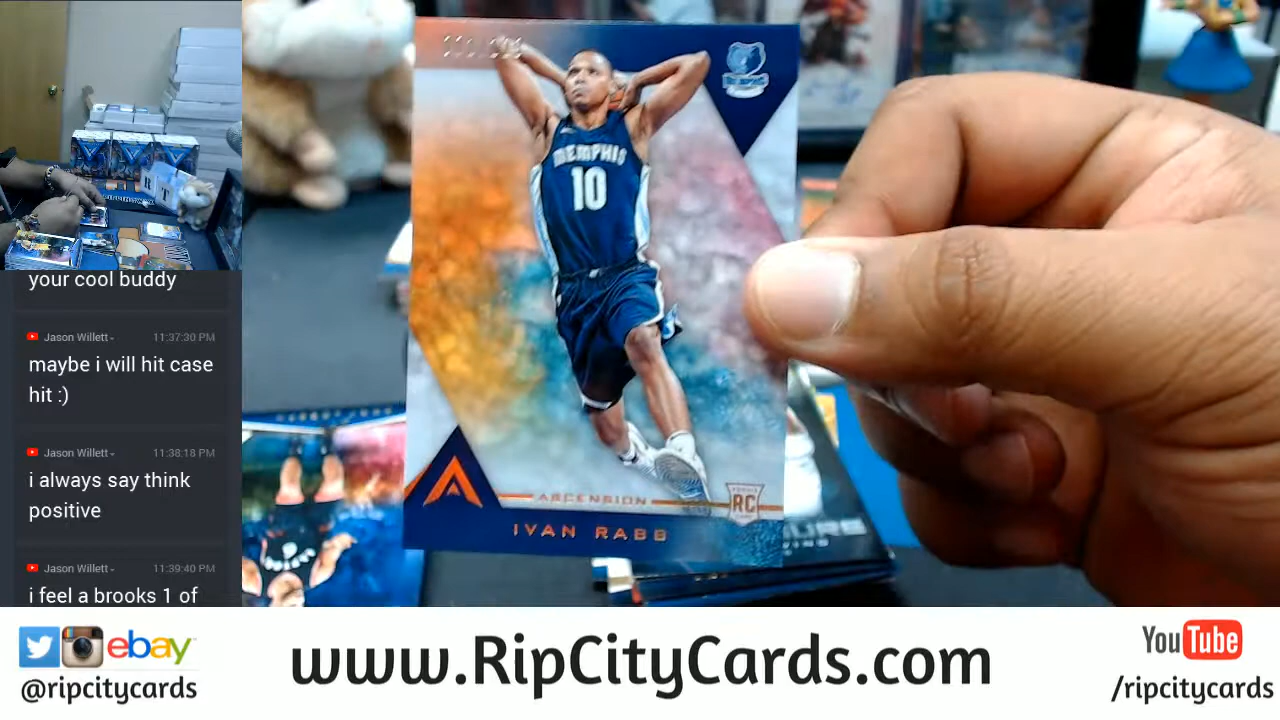 your cool buddy
Jason Willett 11:37:30 PM
maybe i will hit case
hit :)
Jason Willett 11:38:18 PM
i always say think
positive
Jason Willett 11:39:40 PM
i feel a brooks 1 of
MEMPHIS
10
ASCENSION
RC
IVAN RABB
ebay
@ripcitycards
www.RipCityCards.com
YouTube
/ripcitycards